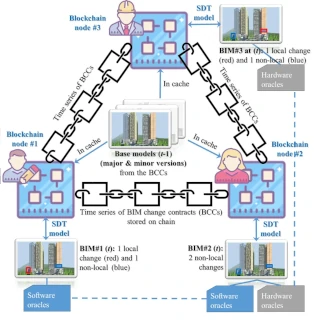 Blockchain
node #3
SDT
model
BIM#3 at (t): 1 local change
(red) and 1 non-local (blue)
Hardware
oracles
Time series of BCCs
Time series of BCCs
In cache
In cache
In cache
Blockchain
node #1
Blockchain
node#2
Base models (t-1)
(major & minor versions)
from the BCCs
Time series of BIM change contracts (BCCs)
stored on chain
SDT
model
SDT
model
BIM#1 (t): 1 local
change (red) and 1
non-local (blue)
BIM#2 (t):
2 non-local
changes
Software
oracles
Software
oracles
Hardware
oracles